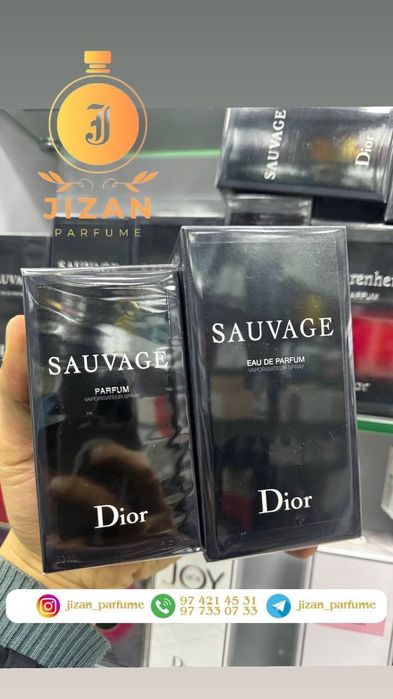 JIZAN
PARFUME
SAUVAGE
Dior
SAUVAGE
PARFUM
VAPORISATEUR SPRAY
Dior
SAUVAGE
EAU DE PARFUM
VAPORISATEUR SPRAY
Dior
JOY
Dior
jizan_parfume
97 421 45 31
97 733 07 33
jizan_parfume